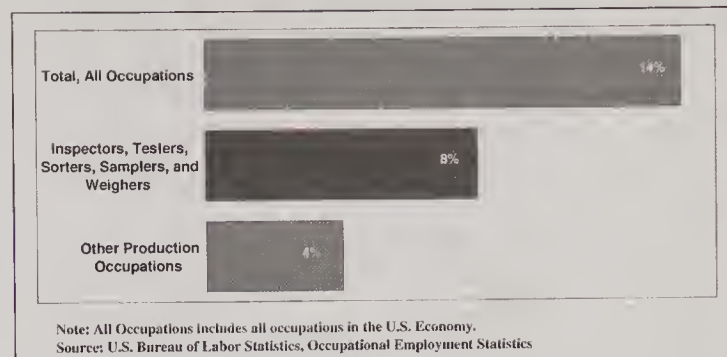 Total, All Occupations
14%
Inspectors, Testers,
Sorters, Samplers, and
Weighers
8%
Other Production
Occupations
4%
Note: All Occupations includes all occupations in the U.S. Economy.
Source: U.S. Bureau of Labor Statistics, Occupational Employment Statistics